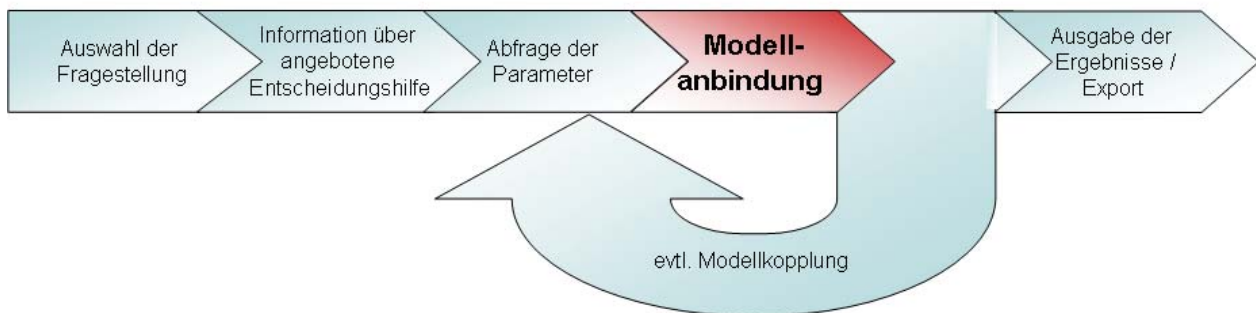 Auswahl der
Fragestellung
Information über
angebotene
Entscheidungshilfe
Abfrage der
Parameter
Modell-
anbindung
Ausgabe der
Ergebnisse /
Export
evtl. Modellkopplung